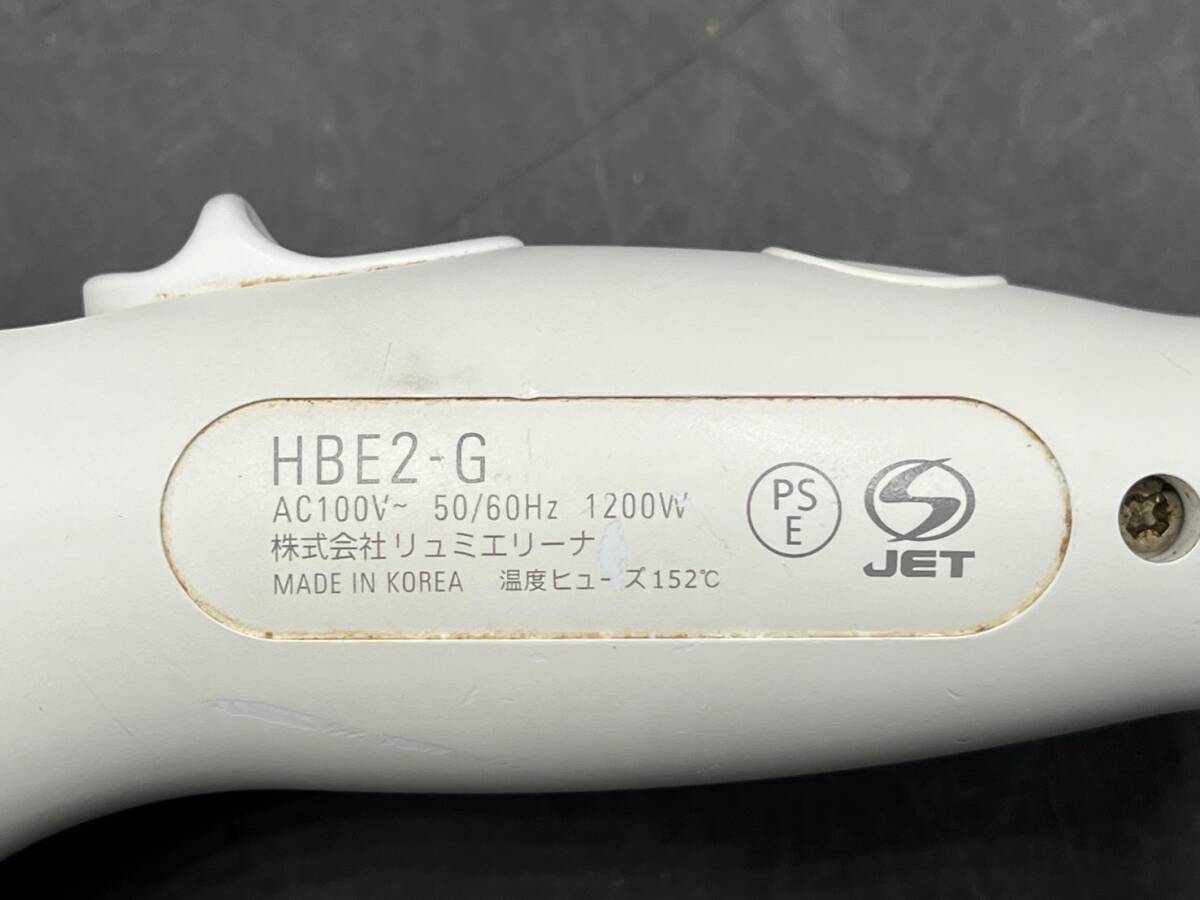 HBE2-G
AC100V~ 50/60Hz 1200W
株式会社リュミエリーナ
MADE IN KOREA 温度ヒューズ152℃
PS
E
JET